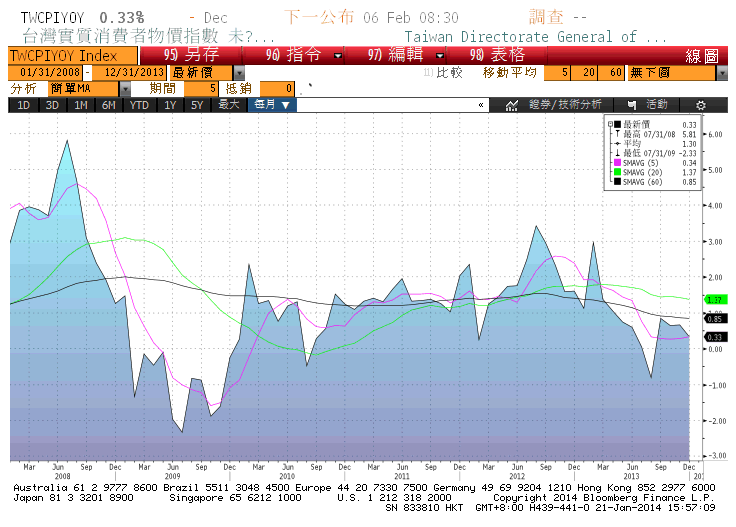 TWCPIYOY 0.33% - Dec 下一公布 06 Feb 08:30 調查 --
台灣實質消費者物價指數 未?... Taiwan Directorate General of ...
TWCPIYOY Index 95) 另存 96) 指令 97) 編輯 98) 表格 線圖
01/31/2008 - 12/31/2013 最新價 比較 移動平均 5 20 60 無下價
分析 簡單MA 期間 5 抵銷 0
1D 3D 1M 6M YTD 1Y 5Y 最大 每月 ▼ « 證券/技術分析 活動
最新價 0.33
最高 07/31/08 5.81
平均 1.30
最低 07/31/09 -2.33
SMAVG (5) 0.34
SMAVG (20) 1.37
SMAVG (60) 0.85
6.00
5.00
4.00
3.00
2.00
1.37
1.00
0.85
0.33
0.00
-1.00
-2.00
-3.00
Mar Jun Sep Dec Mar Jun Sep Dec Mar Jun Sep Dec Mar Jun Sep Dec Mar Jun Sep Dec Mar Jun Sep Dec
2008 2009 2010 2011 2012 2013
Australia 61 2 9777 8600 Brazil 5511 3048 4500 Europe 44 20 7330 7500 Germany 49 69 9204 1210 Hong Kong 852 2977 6000
Japan 81 3 3201 8900 Singapore 65 6212 1000 U.S. 1 212 318 2000 Copyright 2014 Bloomberg Finance L.P.
SN 833810 HKT GMT+8:00 H439-441-0 21-Jan-2014 15:57:09